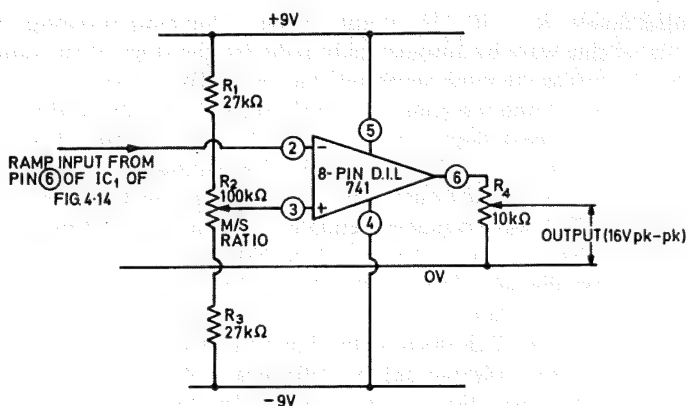 +9V
R1
27kΩ
RAMP INPUT FROM
PIN ⑥ OF IC1 OF
FIG. 4·14
R2
100kΩ
M/S
RATIO
②
③
−
+
8-PIN D.I.L
741
⑤
④
⑥
R4
10kΩ
OUTPUT (16V pk-pk)
0V
R3
27kΩ
−9V